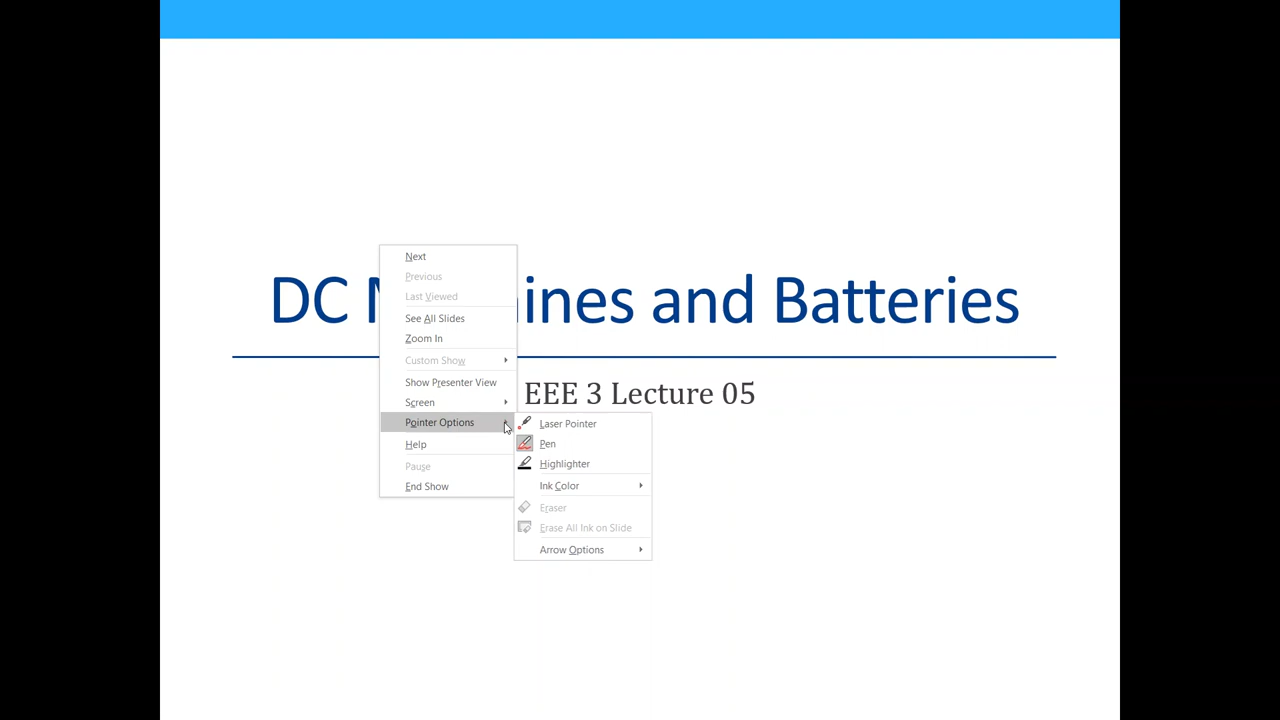 DC M ines and Batteries
EEE 3 Lecture 05
Next
Previous
Last Viewed
See All Slides
Zoom In
Custom Show
Show Presenter View
Screen
Pointer Options
Help
Pause
End Show
Laser Pointer
Pen
Highlighter
Ink Color
Eraser
Erase All Ink on Slide
Arrow Options